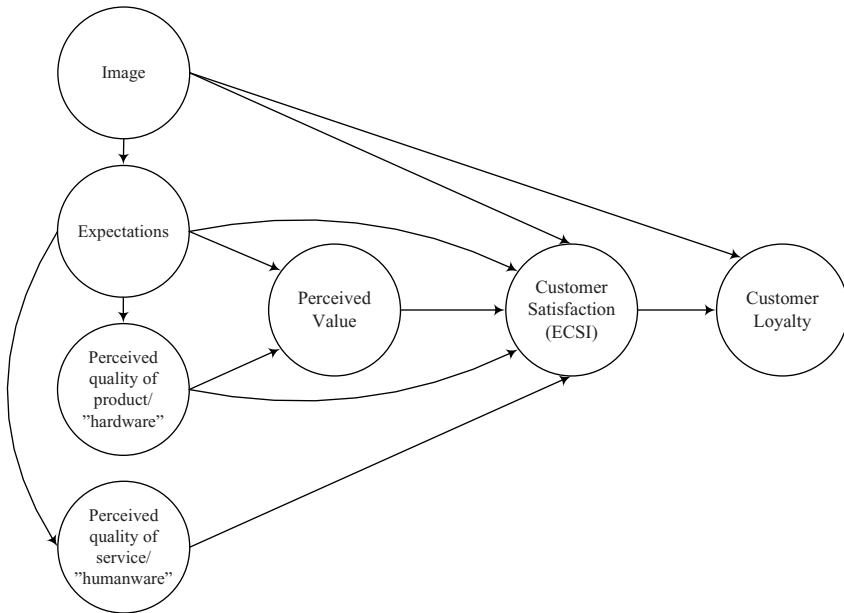 Image
Expectations
Perceived
quality of
product/
”hardware”
Perceived
quality of
service/
”humanware”
Perceived
Value
Customer
Satisfaction
(ECSI)
Customer
Loyalty